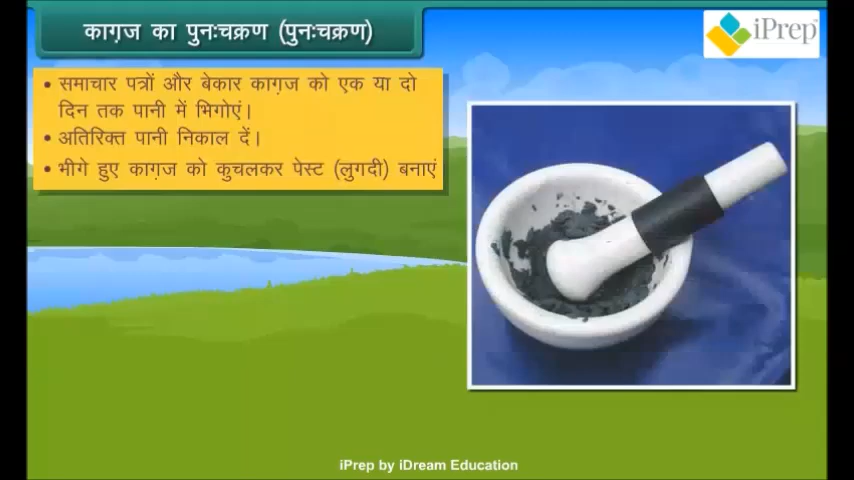 काग़ज का पुनःचक्रण (पुनःचक्रण)
iPrep
• समाचार पत्रों और बेकार काग़ज को एक या दो
दिन तक पानी में भिगोएं।
• अतिरिक्त पानी निकाल दें।
• भीगे हुए काग़ज को कुचलकर पेस्ट (लुगदी) बनाएं
iPrep by iDream Education